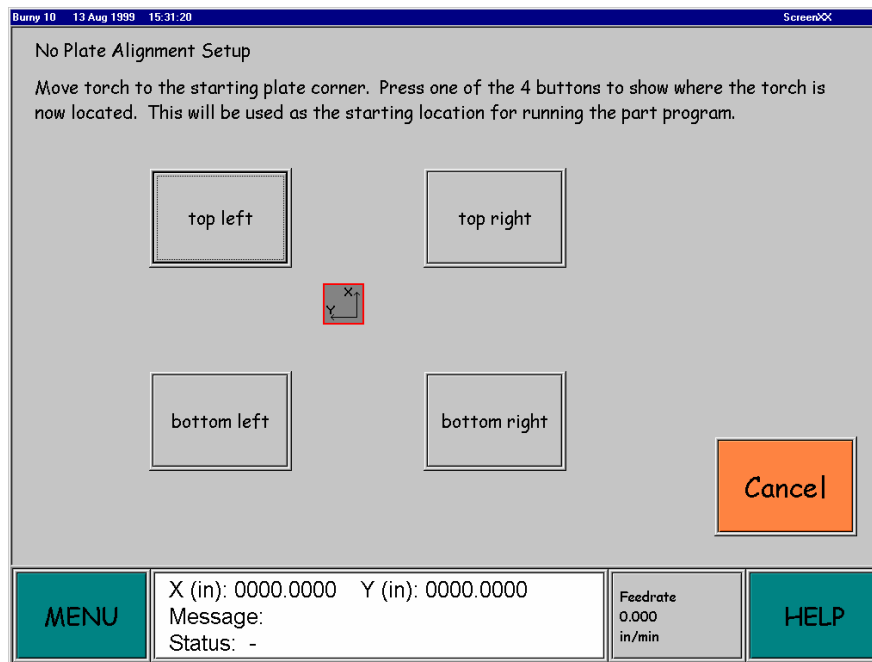 Burny 10 13 Aug 1999 15:31:20 ScreenXX
No Plate Alignment Setup
Move torch to the starting plate corner. Press one of the 4 buttons to show where the torch is
now located. This will be used as the starting location for running the part program.
top left top right
X
Y
bottom left bottom right
Cancel
MENU
X (in): 0000.0000 Y (in): 0000.0000
Message:
Status: -
Feedrate
0.000
in/min
HELP